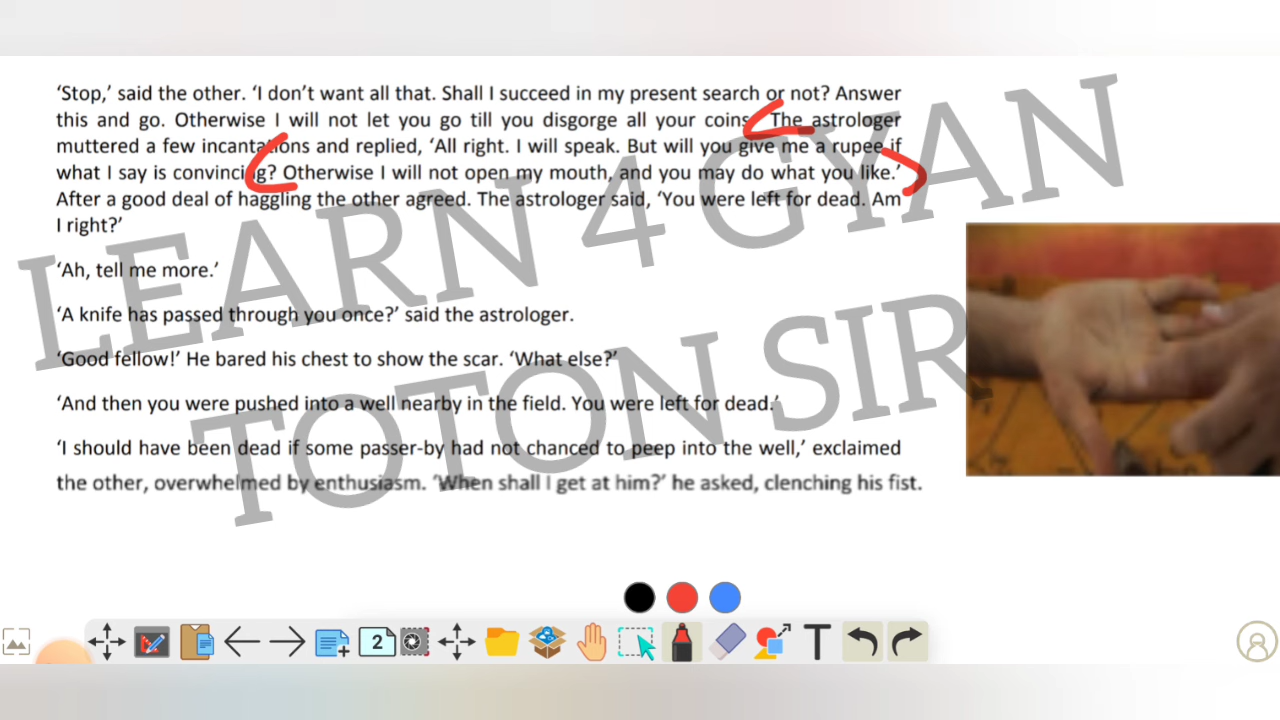 ‘Stop,’ said the other. ‘I don’t want all that. Shall I succeed in my present search or not? Answer
this and go. Otherwise I will not let you go till you disgorge all your coins. The astrologer
muttered a few incantations and replied, ‘All right. I will speak. But will you give me a rupee if
what I say is convincing? Otherwise I will not open my mouth, and you may do what you like.’
After a good deal of haggling the other agreed. The astrologer said, ‘You were left for dead. Am
I right?’
‘Ah, tell me more.’
‘A knife has passed through you once?’ said the astrologer.
‘Good fellow!’ He bared his chest to show the scar. ‘What else?’
‘And then you were pushed into a well nearby in the field. You were left for dead.’
‘I should have been dead if some passer-by had not chanced to peep into the well,’ exclaimed
the other, overwhelmed by enthusiasm. ‘When shall I get at him?’ he asked, clenching his fist.
LEARN 4 GYAN
TOTON SIR
2
T